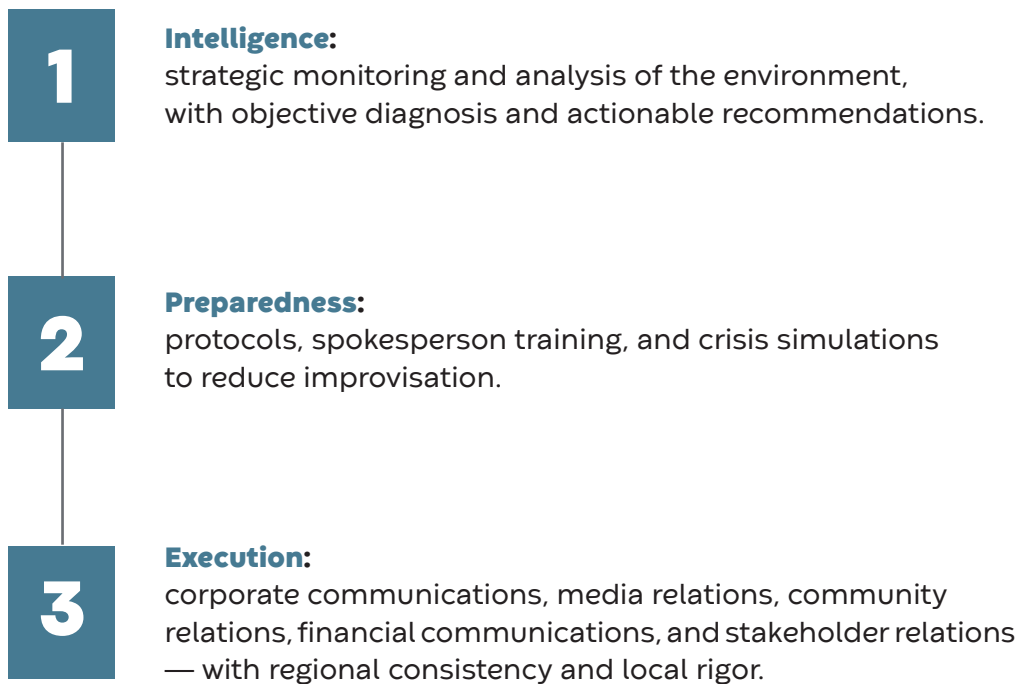 1
Intelligence:
strategic monitoring and analysis of the environment,
with objective diagnosis and actionable recommendations.
2
Preparedness:
protocols, spokesperson training, and crisis simulations
to reduce improvisation.
3
Execution:
corporate communications, media relations, community
relations, financial communications, and stakeholder relations
— with regional consistency and local rigor.